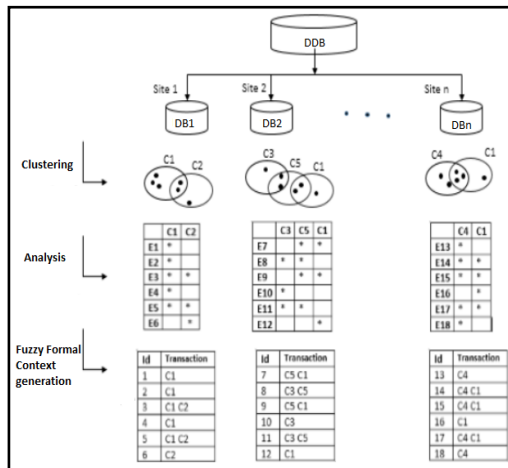 DDB
Site 1 Site 2 Site n
DB1 DB2 DBn
Clustering
C1 C2 C3 C5 C1 C4 C1
Analysis
C1 C2
E1 *
E2 *
E3 * *
E4 *
E5 * *
E6 *
C3 C5 C1
E7 * *
E8 * *
E9 * *
E10 *
E11 * *
E12 *
C4 C1
E13 *
E14 * *
E15 * *
E16 *
E17 * *
E18 *
Fuzzy Formal
Context
generation
Id Transaction
1 C1
2 C1
3 C1 C2
4 C1
5 C1 C2
6 C2
Id Transaction
7 C5 C1
8 C3 C5
9 C5 C1
10 C3
11 C3 C5
12 C1
Id Transaction
13 C4
14 C4 C1
15 C4 C1
16 C1
17 C4 C1
18 C4